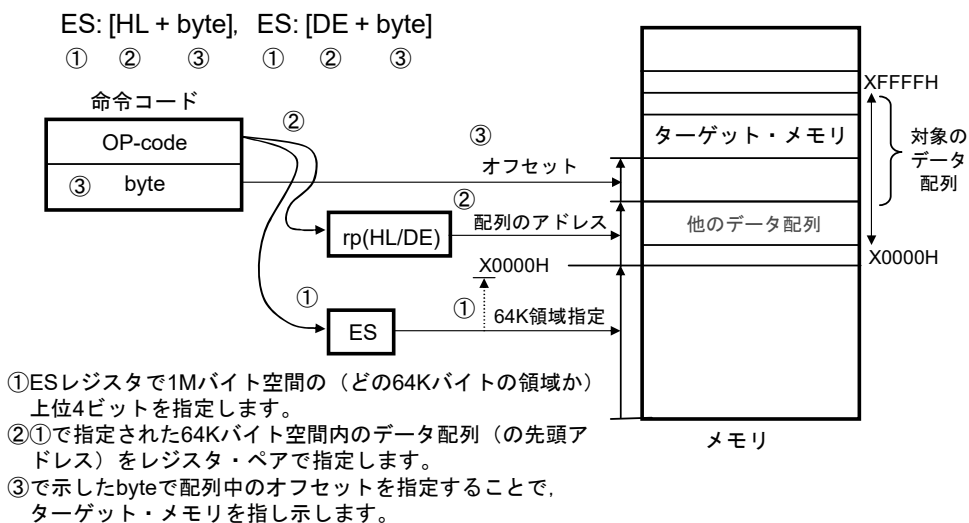 ES: [HL + byte],  ES: [DE + byte]
① ② ③ ① ② ③
XFFFFH
命令コード
②
OP-code
③
ターゲット・メモリ
対象の
データ
配列
オフセット
③ byte
②
配列のアドレス
他のデータ配列
rp(HL/DE)
X0000H
X0000H
①
①
64K領域指定
ES
①ESレジスタで1Mバイト空間の（どの64Kバイトの領域か）
上位4ビットを指定します。
②①で指定された64Kバイト空間内のデータ配列（の先頭ア
ドレス）をレジスタ・ペアで指定します。
③で示したbyteで配列中のオフセットを指定することで,
ターゲット・メモリを指し示します。
メモリ